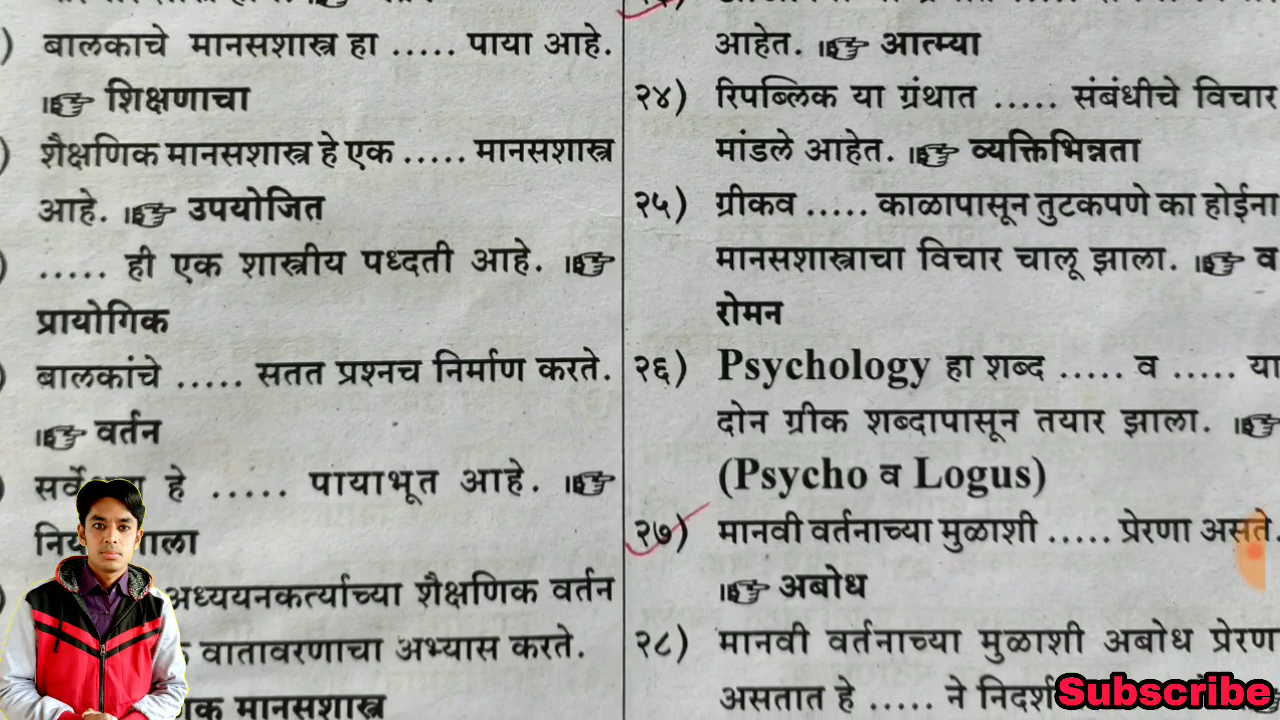 ) बालकाचे मानसशास्त्र हा ..... पाया आहे.
शिक्षणाचा
) शैक्षणिक मानसशास्त्र हे एक ..... मानसशास्त्र
आहे. उपयोजित
) ..... ही एक शास्त्रीय पध्दती आहे.
प्रायोगिक
) बालकांचे ..... सतत प्रश्नच निर्माण करते.
वर्तन
) हे ..... पायाभूत आहे.
) अध्ययनकर्त्याच्या शैक्षणिक वर्तन
वातावरणाचा अभ्यास करते.
मानसशास्त्र
आहेत. आत्म्या
२४) रिपब्लिक या ग्रंथात ..... संबंधीचे विचार
मांडले आहेत. व्यक्तिभिन्नता
२५) ग्रीकव ..... काळापासून तुटकपणे का होईना
मानसशास्त्राचा विचार चालू झाला. व
रोमन
२६) Psychology हा शब्द ..... व ..... या
दोन ग्रीक शब्दापासून तयार झाला.
(Psycho व Logus)
२७) मानवी वर्तनाच्या मुळाशी ..... प्रेरणा असते.
अबोध
२८) मानवी वर्तनाच्या मुळाशी अबोध प्रेरण
असतात हे ..... ने
Subscribe